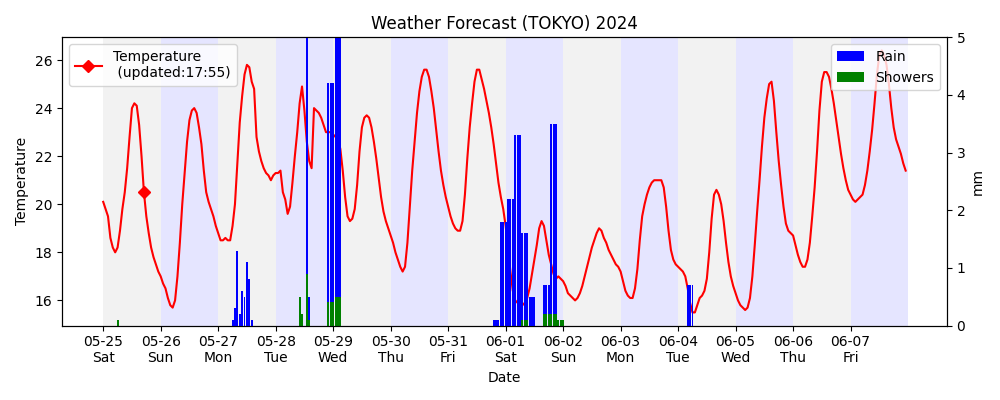 Weather Forecast (TOKYO) 2024
Temperature
(updated:17:55)
Rain
Showers
Temperature
26
24
22
20
18
16
5
4
3
2
1
0
mm
05-25 05-26 05-27 05-28 05-29 05-30 05-31 06-01 06-02 06-03 06-04 06-05 06-06 06-07
Sat Sun Mon Tue Wed Thu Fri Sat Sun Mon Tue Wed Thu Fri
Date